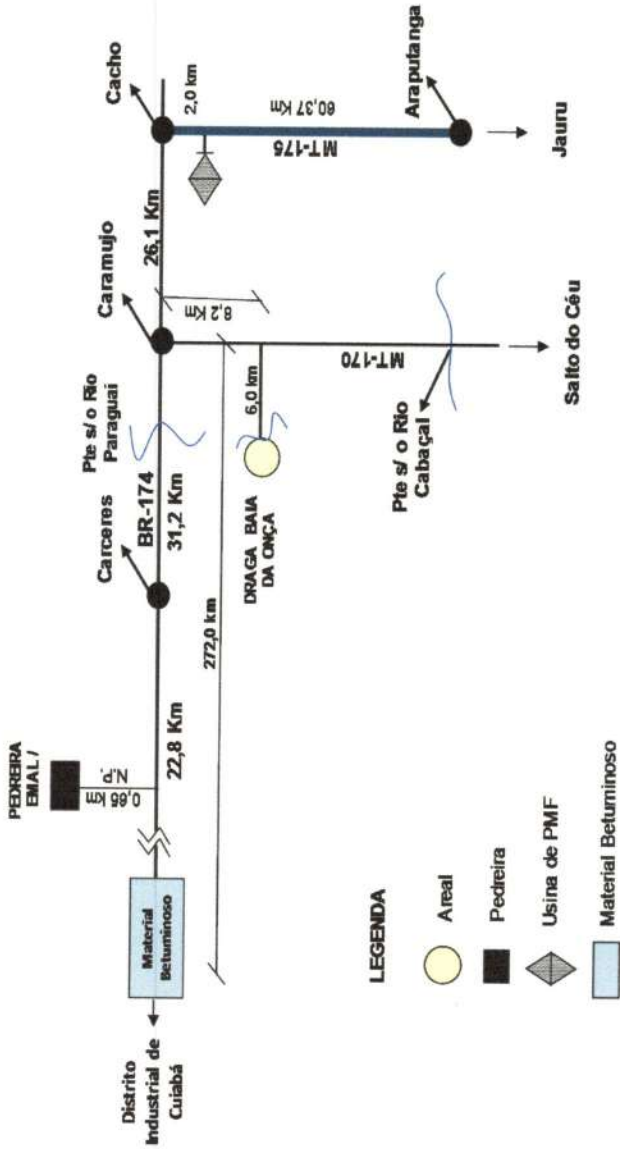 PEDREIRA
EMAL /
0,65 km
N.P.
Material
Betuminoso
Distrito
Industrial de
Cuiabá
22,8 Km
Carceres
BR-174
31,2 Km
Pte s/ o Rio
Paraguai
272,0 km
Caramujo
26,1 Km
8,2 Km
6,0 km
DRAGA BAIA
DA ONÇA
MT-170
Pte s/ o Rio
Cabaçal
Salto do Céu
Cacho
2,0 km
60,37 Km
MT-175
Araputanga
Jauru
LEGENDA
Areal
Pedreira
Usina de PMF
Material Betuminoso